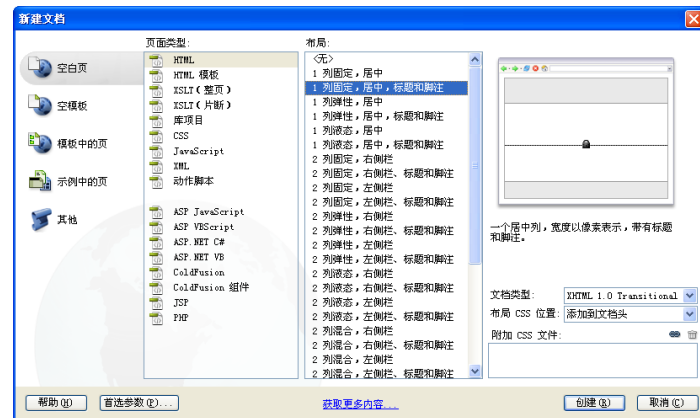 新建文档
空白页
空模板
模板中的页
示例中的页
其他
页面类型:
HTML
HTML 模板
XSLT(整页)
XSLT(片断)
库项目
CSS
JavaScript
XML
动作脚本
ASP JavaScript
ASP VBScript
ASP.NET C#
ASP.NET VB
ColdFusion
ColdFusion 组件
JSP
PHP
布局:
<无>
1 列固定,居中
1 列固定,居中,标题和脚注
1 列弹性,居中
1 列弹性,居中,标题和脚注
1 列液态,居中
1 列液态,居中,标题和脚注
2 列固定,右侧栏
2 列固定,右侧栏、标题和脚注
2 列固定,左侧栏
2 列固定,左侧栏、标题和脚注
2 列弹性,右侧栏
2 列弹性,右侧栏、标题和脚注
2 列弹性,左侧栏
2 列弹性,左侧栏、标题和脚注
2 列液态,右侧栏
2 列液态,右侧栏、标题和脚注
2 列液态,左侧栏
2 列液态,左侧栏、标题和脚注
2 列混合,右侧栏
2 列混合,右侧栏、标题和脚注
2 列混合,左侧栏
2 列混合,左侧栏、标题和脚注
一个居中列,宽度以像素表示,带有标题
和脚注。
文档类型: XHTML 1.0 Transitional
布局 CSS 位置: 添加到文档头
附加 CSS 文件:
帮助(H) 首选参数(P)... 获取更多内容... 创建(R) 取消(C)